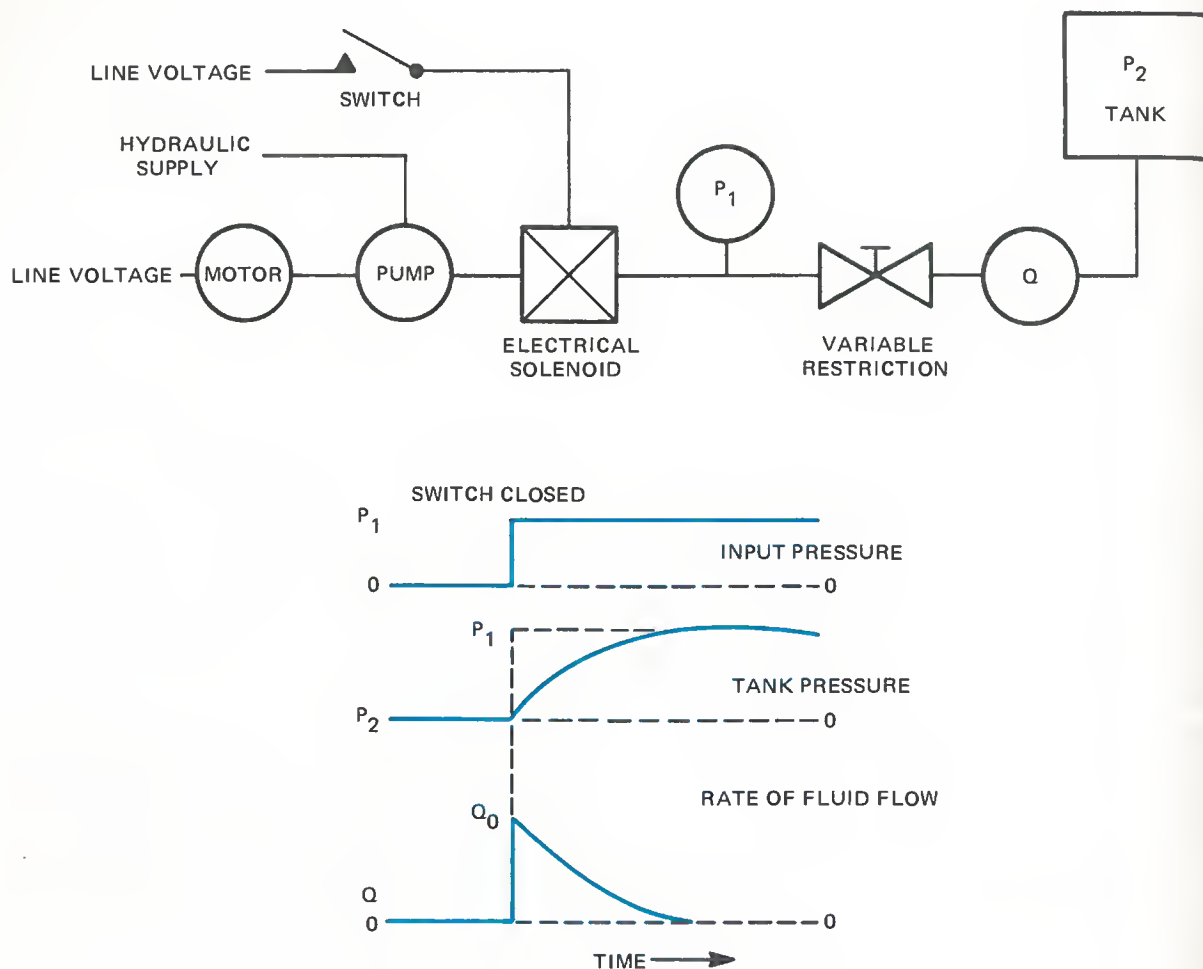 P2
TANK
LINE VOLTAGE
SWITCH
HYDRAULIC
SUPPLY
P1
LINE VOLTAGE
MOTOR
PUMP
Q
ELECTRICAL
SOLENOID
VARIABLE
RESTRICTION
SWITCH CLOSED
P1
INPUT PRESSURE
0
0
P1
TANK PRESSURE
P2
0
RATE OF FLUID FLOW
Q0
Q
0
0
TIME